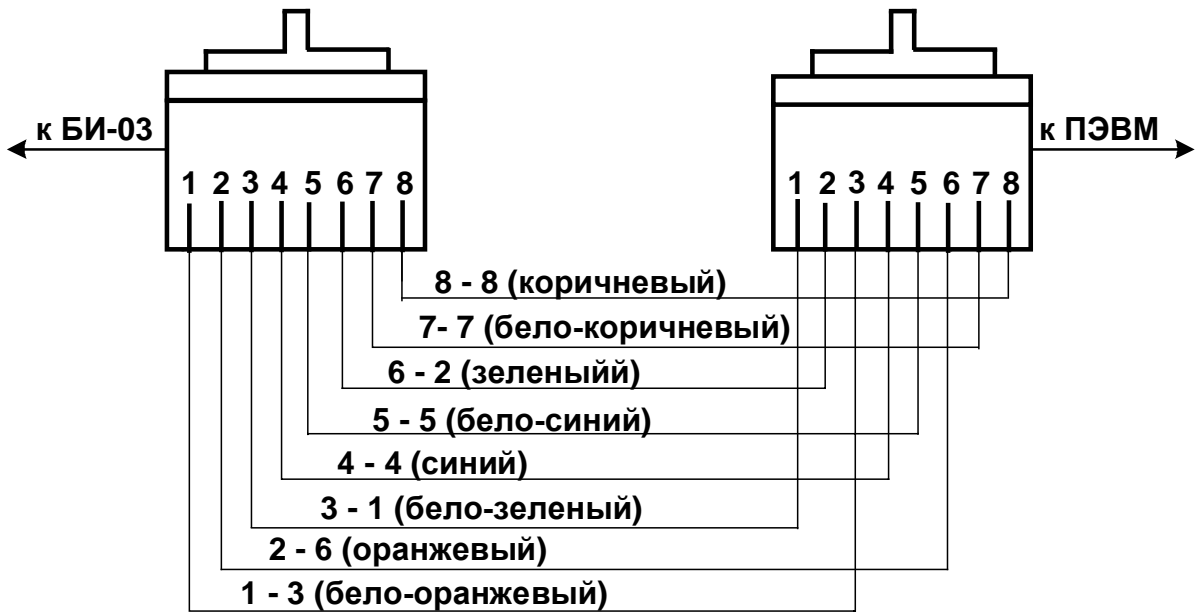 к БИ-03
к ПЭВМ
1 2 3 4 5 6 7 8
1 2 3 4 5 6 7 8
8 - 8 (коричневый)
7- 7 (бело-коричневый)
6 - 2 (зеленыйй)
5 - 5 (бело-синий)
4 - 4 (синий)
3 - 1 (бело-зеленый)
2 - 6 (оранжевый)
1 - 3 (бело-оранжевый)